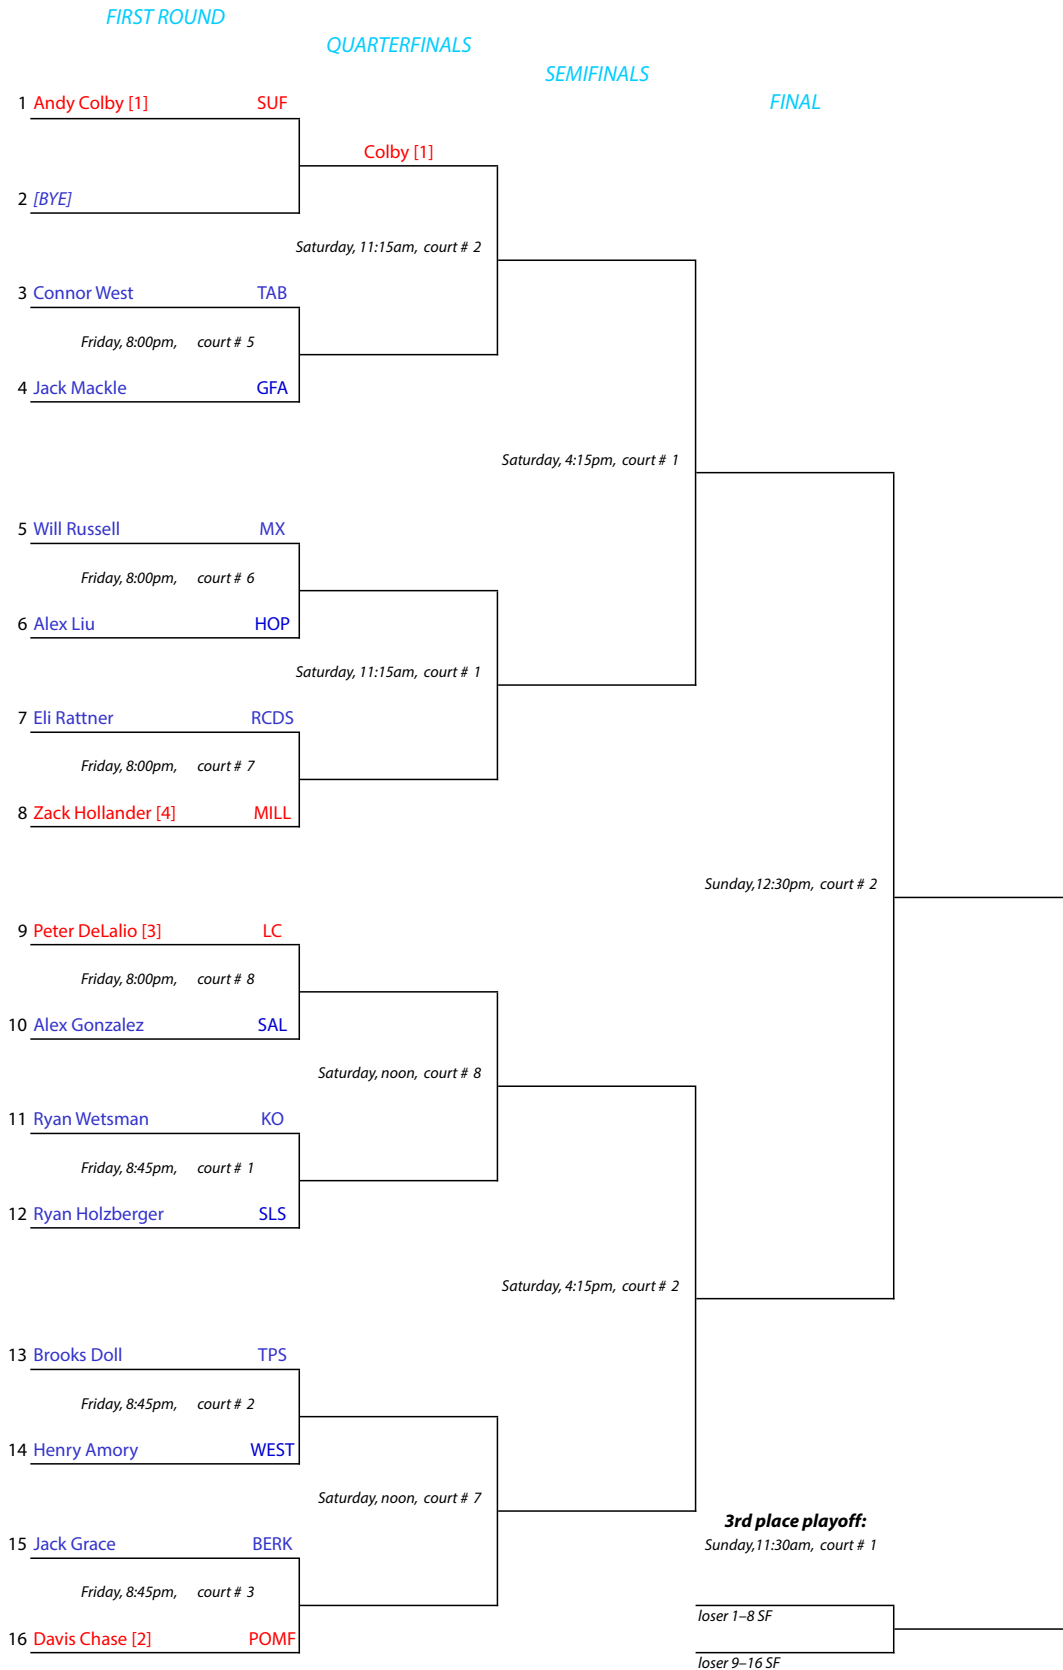 FIRST ROUND
QUARTERFINALS
SEMIFINALS
FINAL
1 Andy Colby [1] SUF
Colby [1]
2 [BYE]
Saturday, 11:15am, court # 2
3 Connor West TAB
Friday, 8:00pm, court # 5
4 Jack Mackle GFA
Saturday, 4:15pm, court # 1
5 Will Russell MX
Friday, 8:00pm, court # 6
6 Alex Liu HOP
Saturday, 11:15am, court # 1
7 Eli Rattner RCDS
Friday, 8:00pm, court # 7
8 Zack Hollander [4] MILL
Sunday,12:30pm, court # 2
9 Peter DeLalio [3] LC
Friday, 8:00pm, court # 8
10 Alex Gonzalez SAL
Saturday, noon, court # 8
11 Ryan Wetsman KO
Friday, 8:45pm, court # 1
12 Ryan Holzberger SLS
Saturday, 4:15pm, court # 2
13 Brooks Doll TPS
Friday, 8:45pm, court # 2
14 Henry Amory WEST
Saturday, noon, court # 7
3rd place playoff:
15 Jack Grace BERK
Sunday,11:30am, court # 1
Friday, 8:45pm, court # 3
loser 1–8 SF
16 Davis Chase [2] POMF
loser 9–16 SF